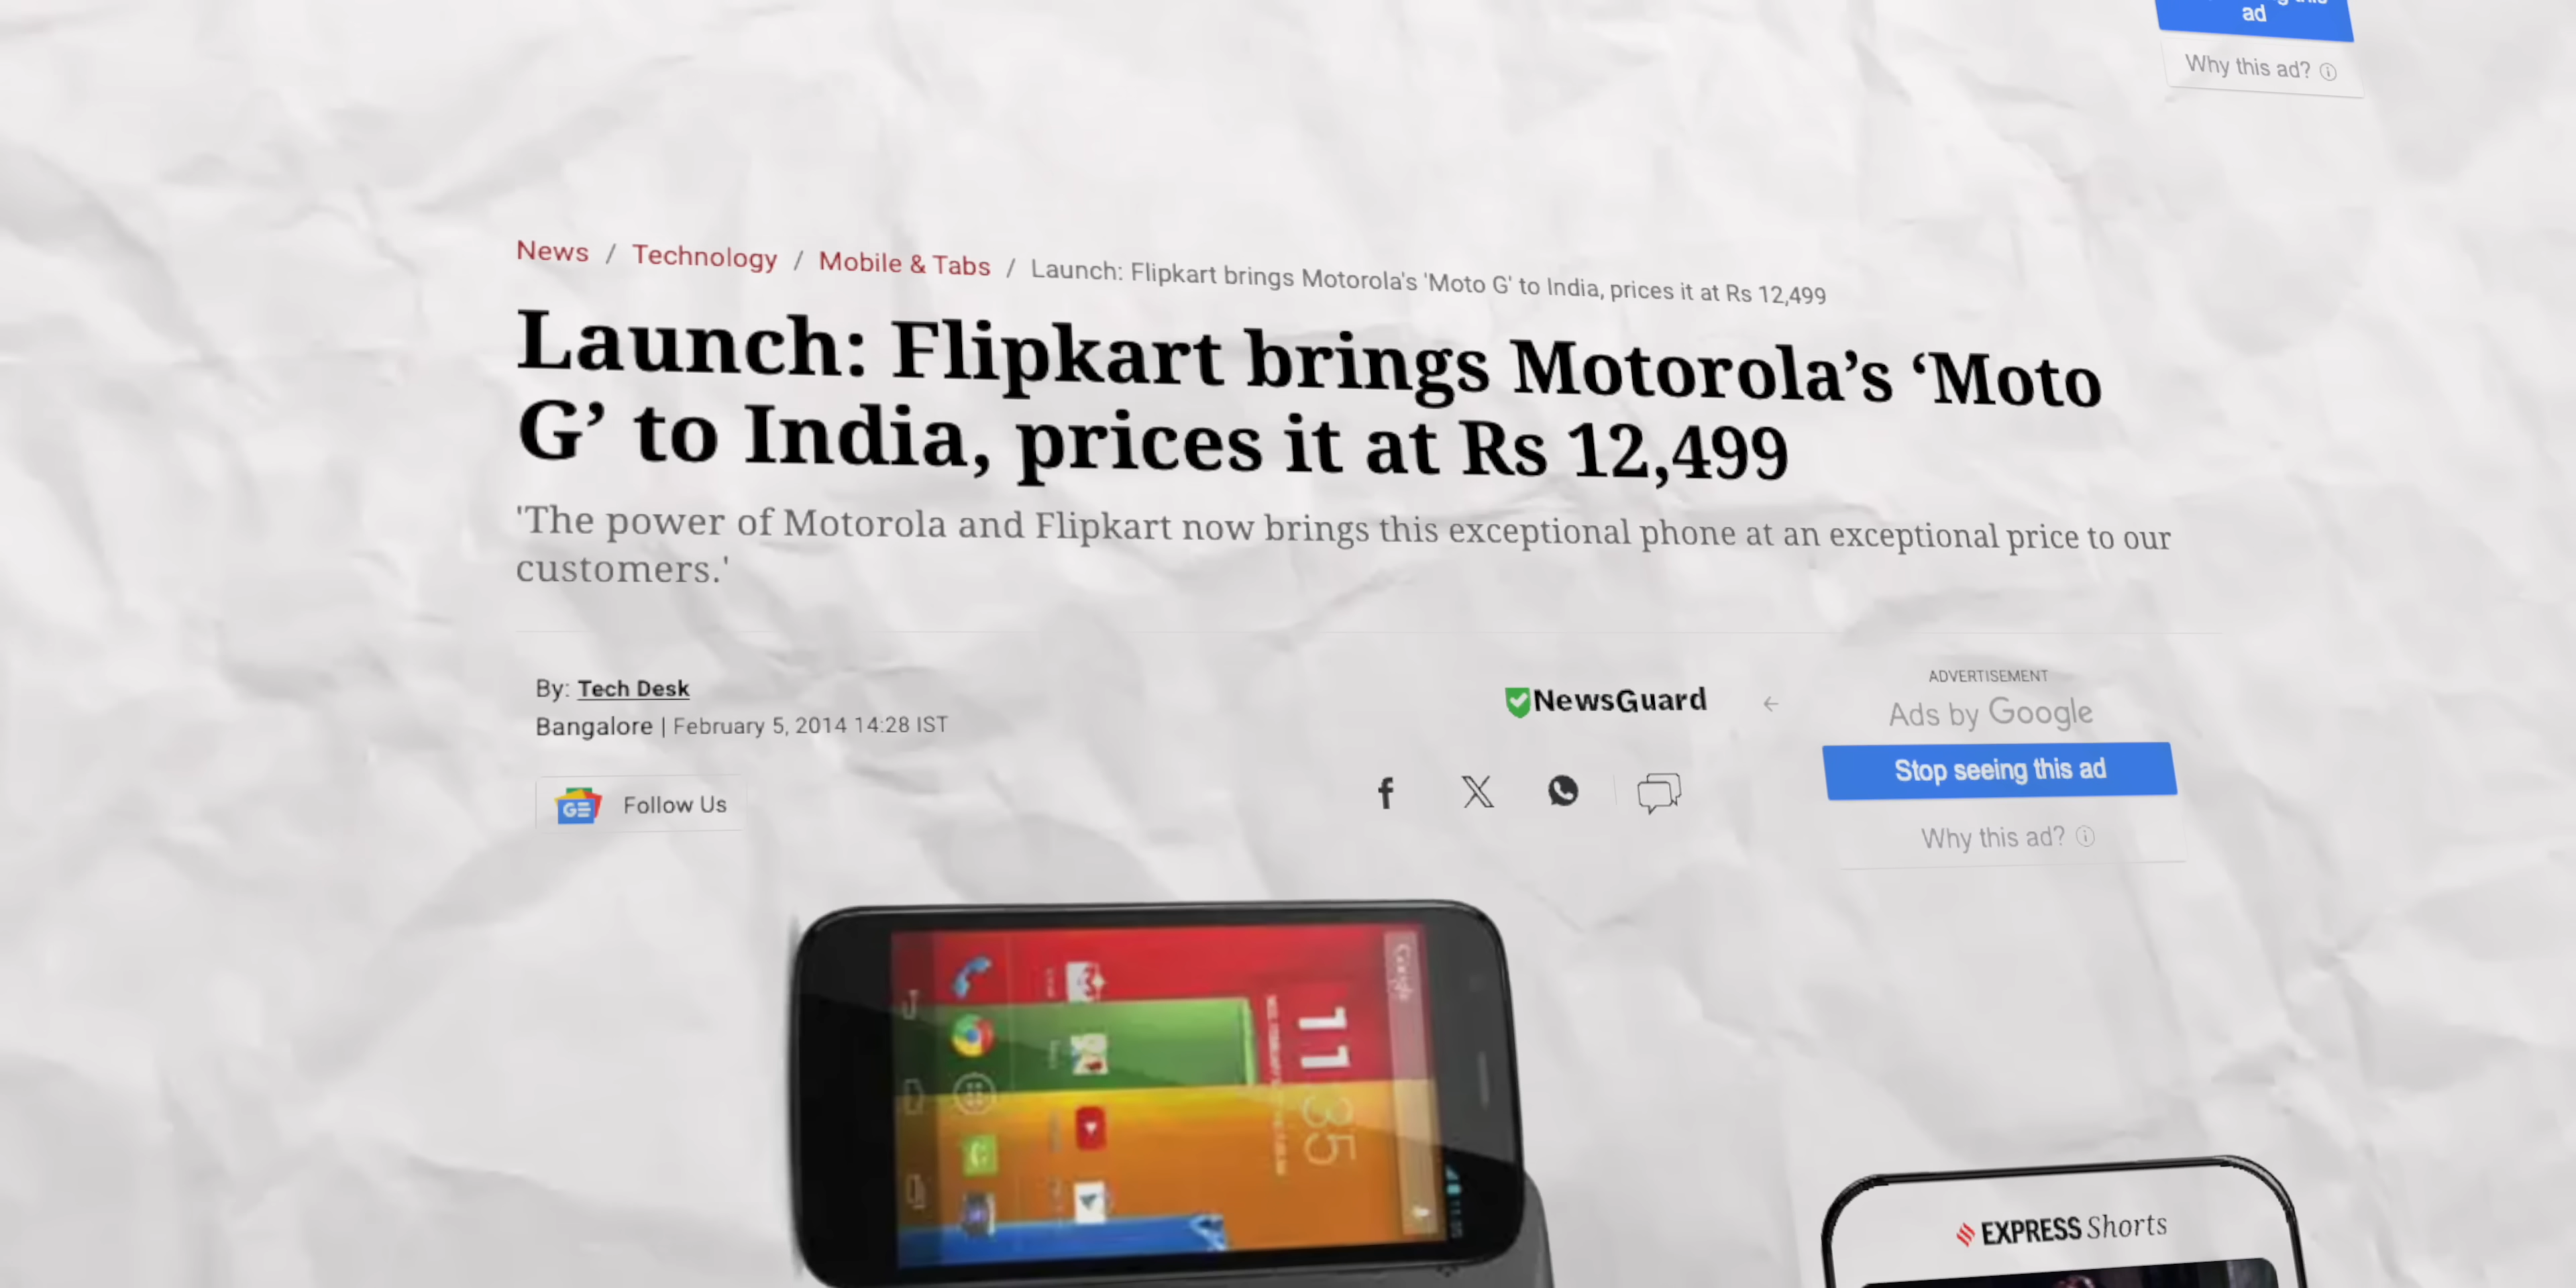 ad
Why this ad?
News / Technology / Mobile & Tabs / Launch: Flipkart brings Motorola's 'Moto G' to India, prices it at Rs 12,499
Launch: Flipkart brings Motorola’s ‘Moto
G’ to India, prices it at Rs 12,499
'The power of Motorola and Flipkart now brings this exceptional phone at an exceptional price to our
customers.'
By: Tech Desk
Bangalore | February 5, 2014 14:28 IST
Follow Us
NewsGuard
ADVERTISEMENT
Ads by Google
Stop seeing this ad
Why this ad?
Google
11
35
EXPRESS Shorts